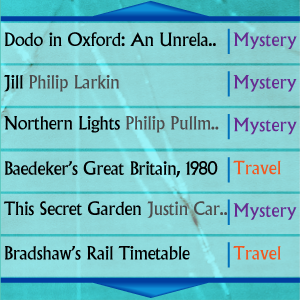 Dodo in Oxford: An Unrela.. Mystery
Jill Philip Larkin Mystery
Northern Lights Philip Pullm.. Mystery
Baedeker's Great Britain, 1980 Travel
This Secret Garden Justin Car.. Mystery
Bradshaw's Rail Timetable Travel